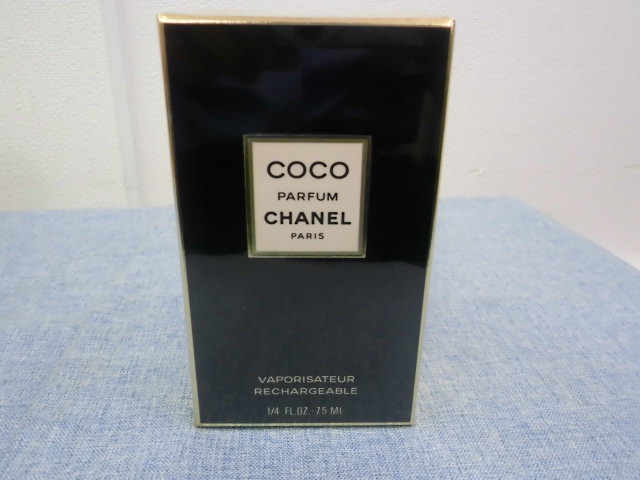 COCO
PARFUM
CHANEL
PARIS
VAPORISATEUR
RECHARGEABLE
1/4 FL.OZ.-7.5 ML